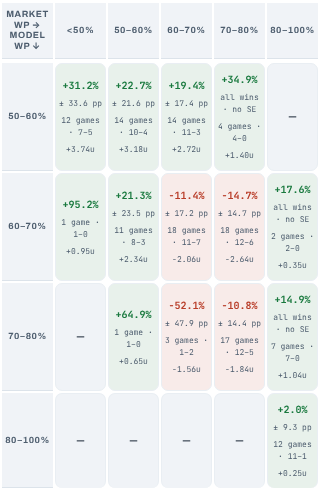 MARKET
WP →
MODEL
WP ↓
<50%
50–60%
60–70%
70–80%
80–100%
50–60%
+31.2%
± 33.6 pp
12 games
· 7-5
+3.74u
+22.7%
± 21.6 pp
14 games
· 10-4
+3.18u
+19.4%
± 17.4 pp
14 games
· 11-3
+2.72u
+34.9%
all wins
· no SE
4 games ·
4-0
+1.40u
—
60–70%
+95.2%
1 game ·
1-0
+0.95u
+21.3%
± 23.5 pp
11 games
· 8-3
+2.34u
-11.4%
± 17.2 pp
18 games
· 11-7
-2.06u
-14.7%
± 14.7 pp
18 games
· 12-6
-2.64u
+17.6%
all wins
· no SE
2 games ·
2-0
+0.35u
70–80%
—
+64.9%
1 game ·
1-0
+0.65u
-52.1%
± 47.9 pp
3 games ·
1-2
-1.56u
-10.8%
± 14.4 pp
17 games
· 12-5
-1.84u
+14.9%
all wins
· no SE
7 games ·
7-0
+1.04u
80–100%
—
—
—
—
+2.0%
± 9.3 pp
12 games
· 11-1
+0.25u